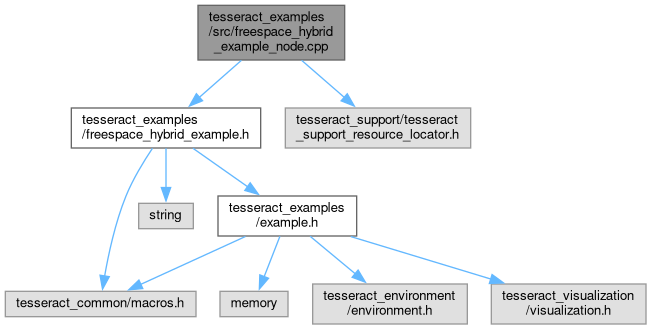 tesseract_examples
/src/freespace_hybrid
_example_node.cpp
tesseract_examples
/freespace_hybrid_example.h
tesseract_support/tesseract
_support_resource_locator.h
string
tesseract_examples
/example.h
tesseract_common/macros.h
memory
tesseract_environment
/environment.h
tesseract_visualization
/visualization.h